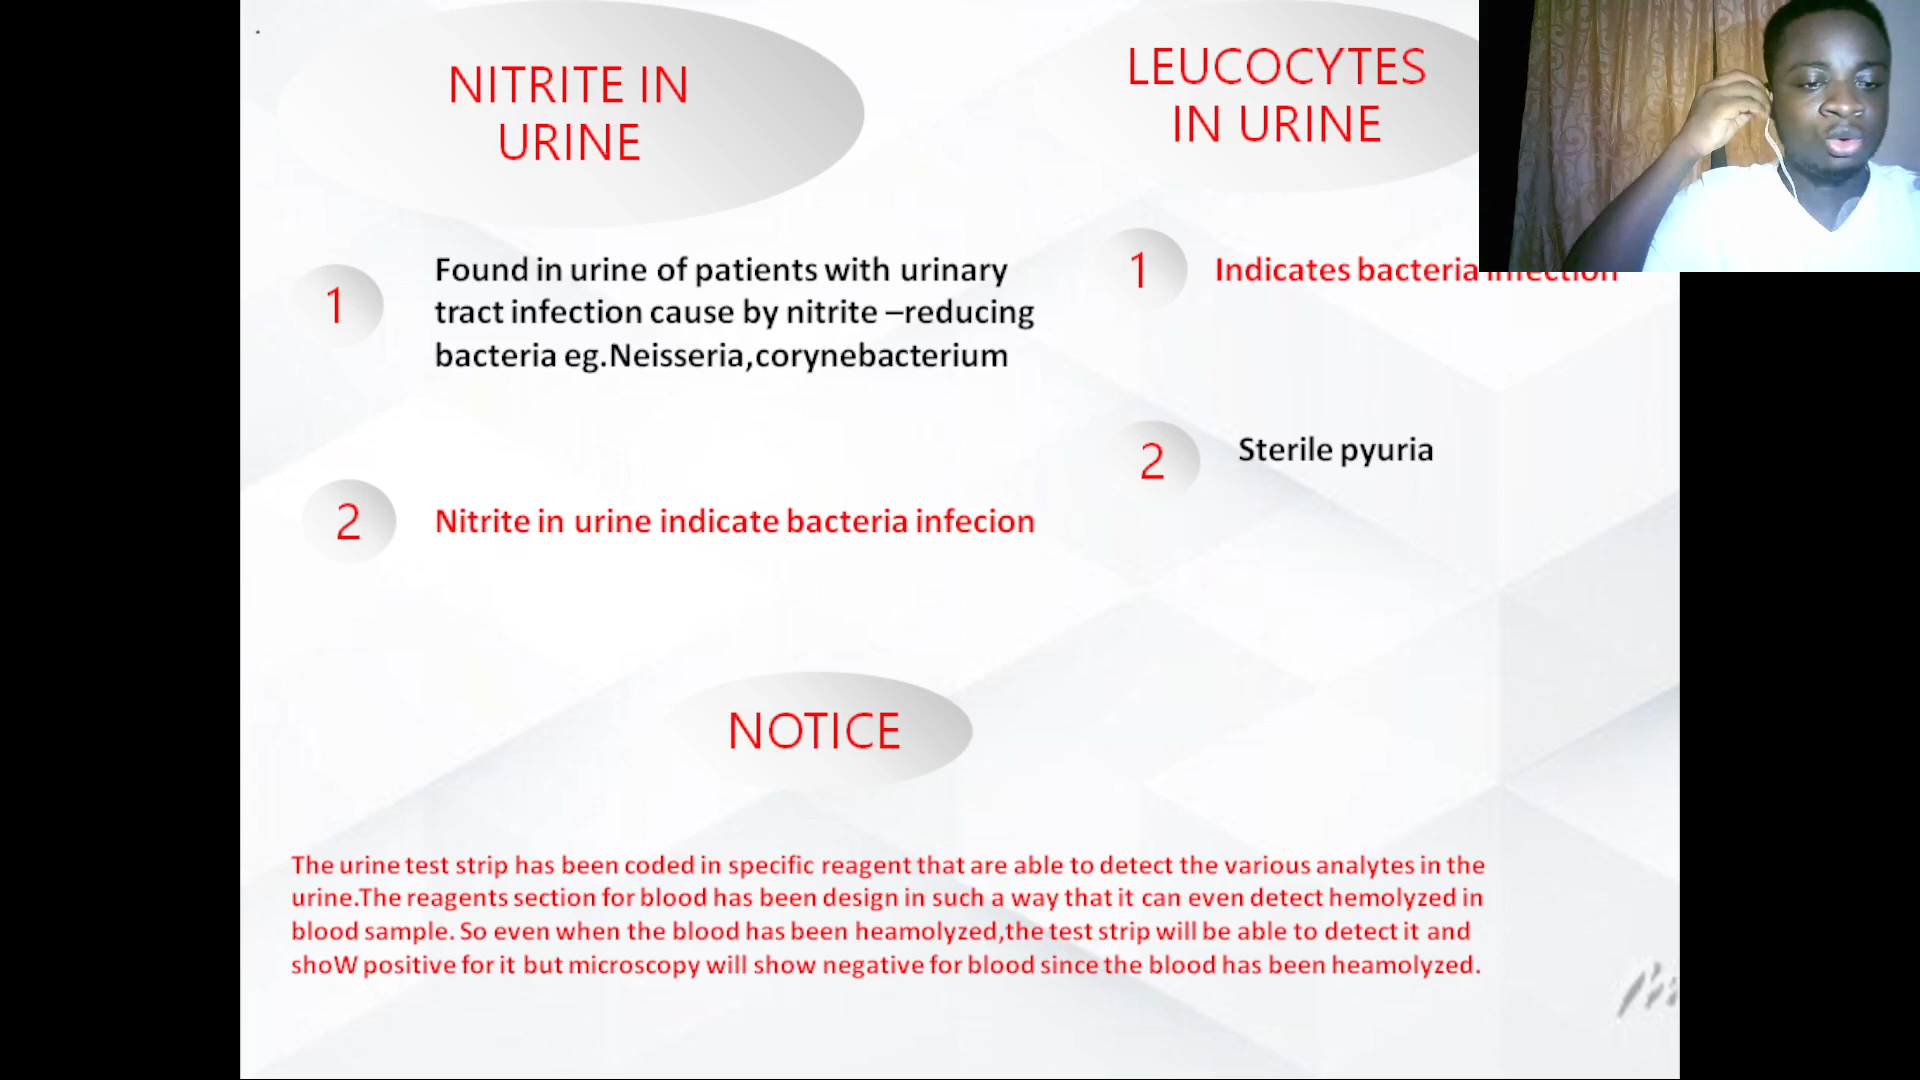 NITRITE IN
URINE
1
Found in urine of patients with urinary
tract infection cause by nitrite –reducing
bacteria eg.Neisseria,corynebacterium
2
Nitrite in urine indicate bacteria infecion
LEUCOCYTES
IN URINE
1
Indicates bacteria infection
2
Sterile pyuria
NOTICE
The urine test strip has been coded in specific reagent that are able to detect the various analytes in the
urine.The reagents section for blood has been design in such a way that it can even detect hemolyzed in
blood sample. So even when the blood has been heamolyzed,the test strip will be able to detect it and
shoW positive for it but microscopy will show negative for blood since the blood has been heamolyzed.